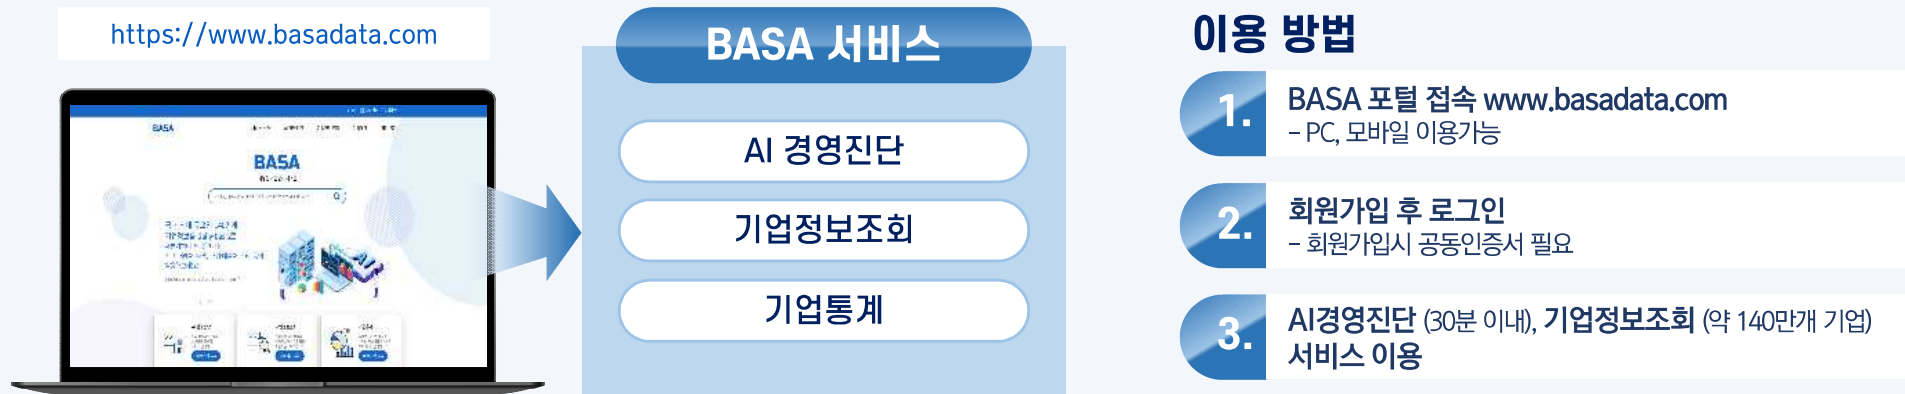 https://www.basadata.com
BASA
BASA
BASA 서비스
AI 경영진단
기업정보조회
기업통계
이용 방법
1. BASA 포털 접속 www.basadata.com
- PC, 모바일 이용가능
2. 회원가입 후 로그인
- 회원가입시 공동인증서 필요
3. AI경영진단 (30분 이내), 기업정보조회 (약 140만개 기업)
서비스 이용